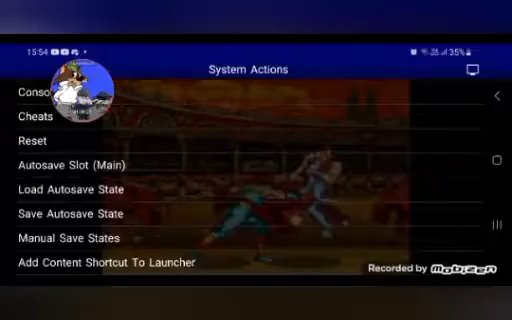 15:54
35%
System Actions
Conso
Cheats
Reset
Autosave Slot (Main)
Load Autosave State
Save Autosave State
Manual Save States
Add Content Shortcut To Launcher
Recorded by Mobizen